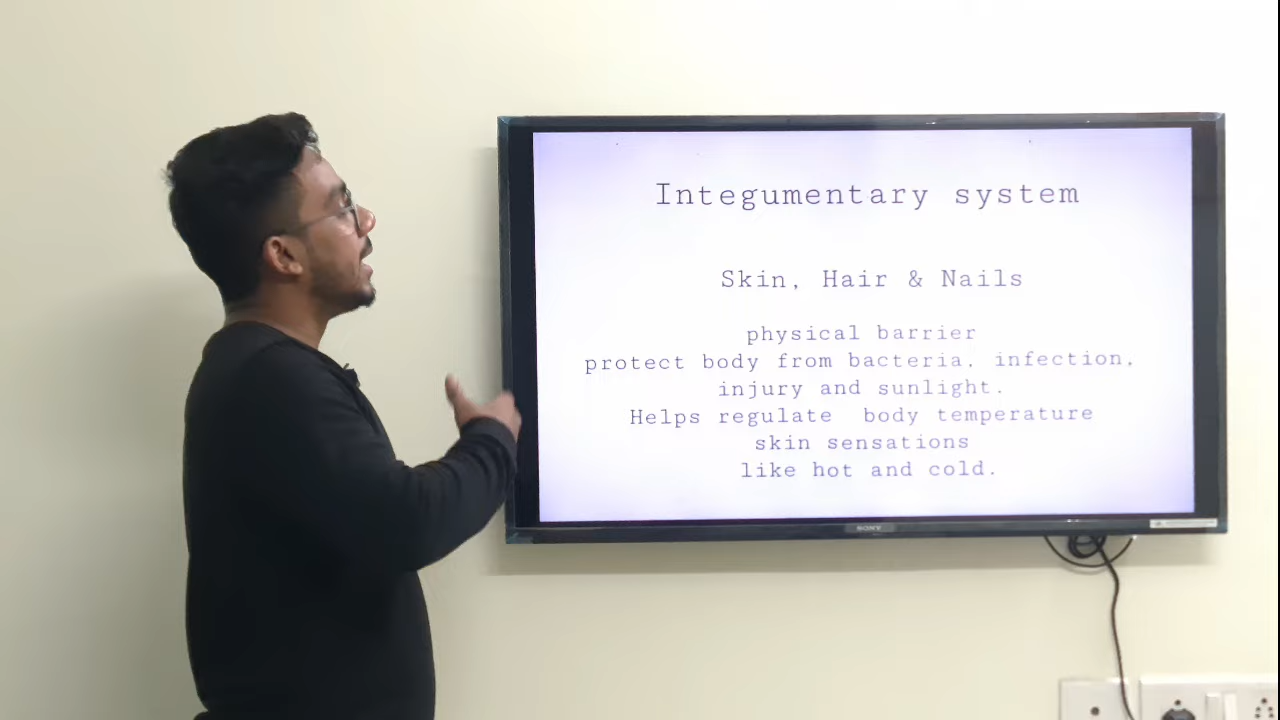 Integumentary system
Skin, Hair & Nails
physical barrier
protect body from bacteria, infection,
injury and sunlight.
Helps regulate body temperature
skin sensations
like hot and cold.
SONY